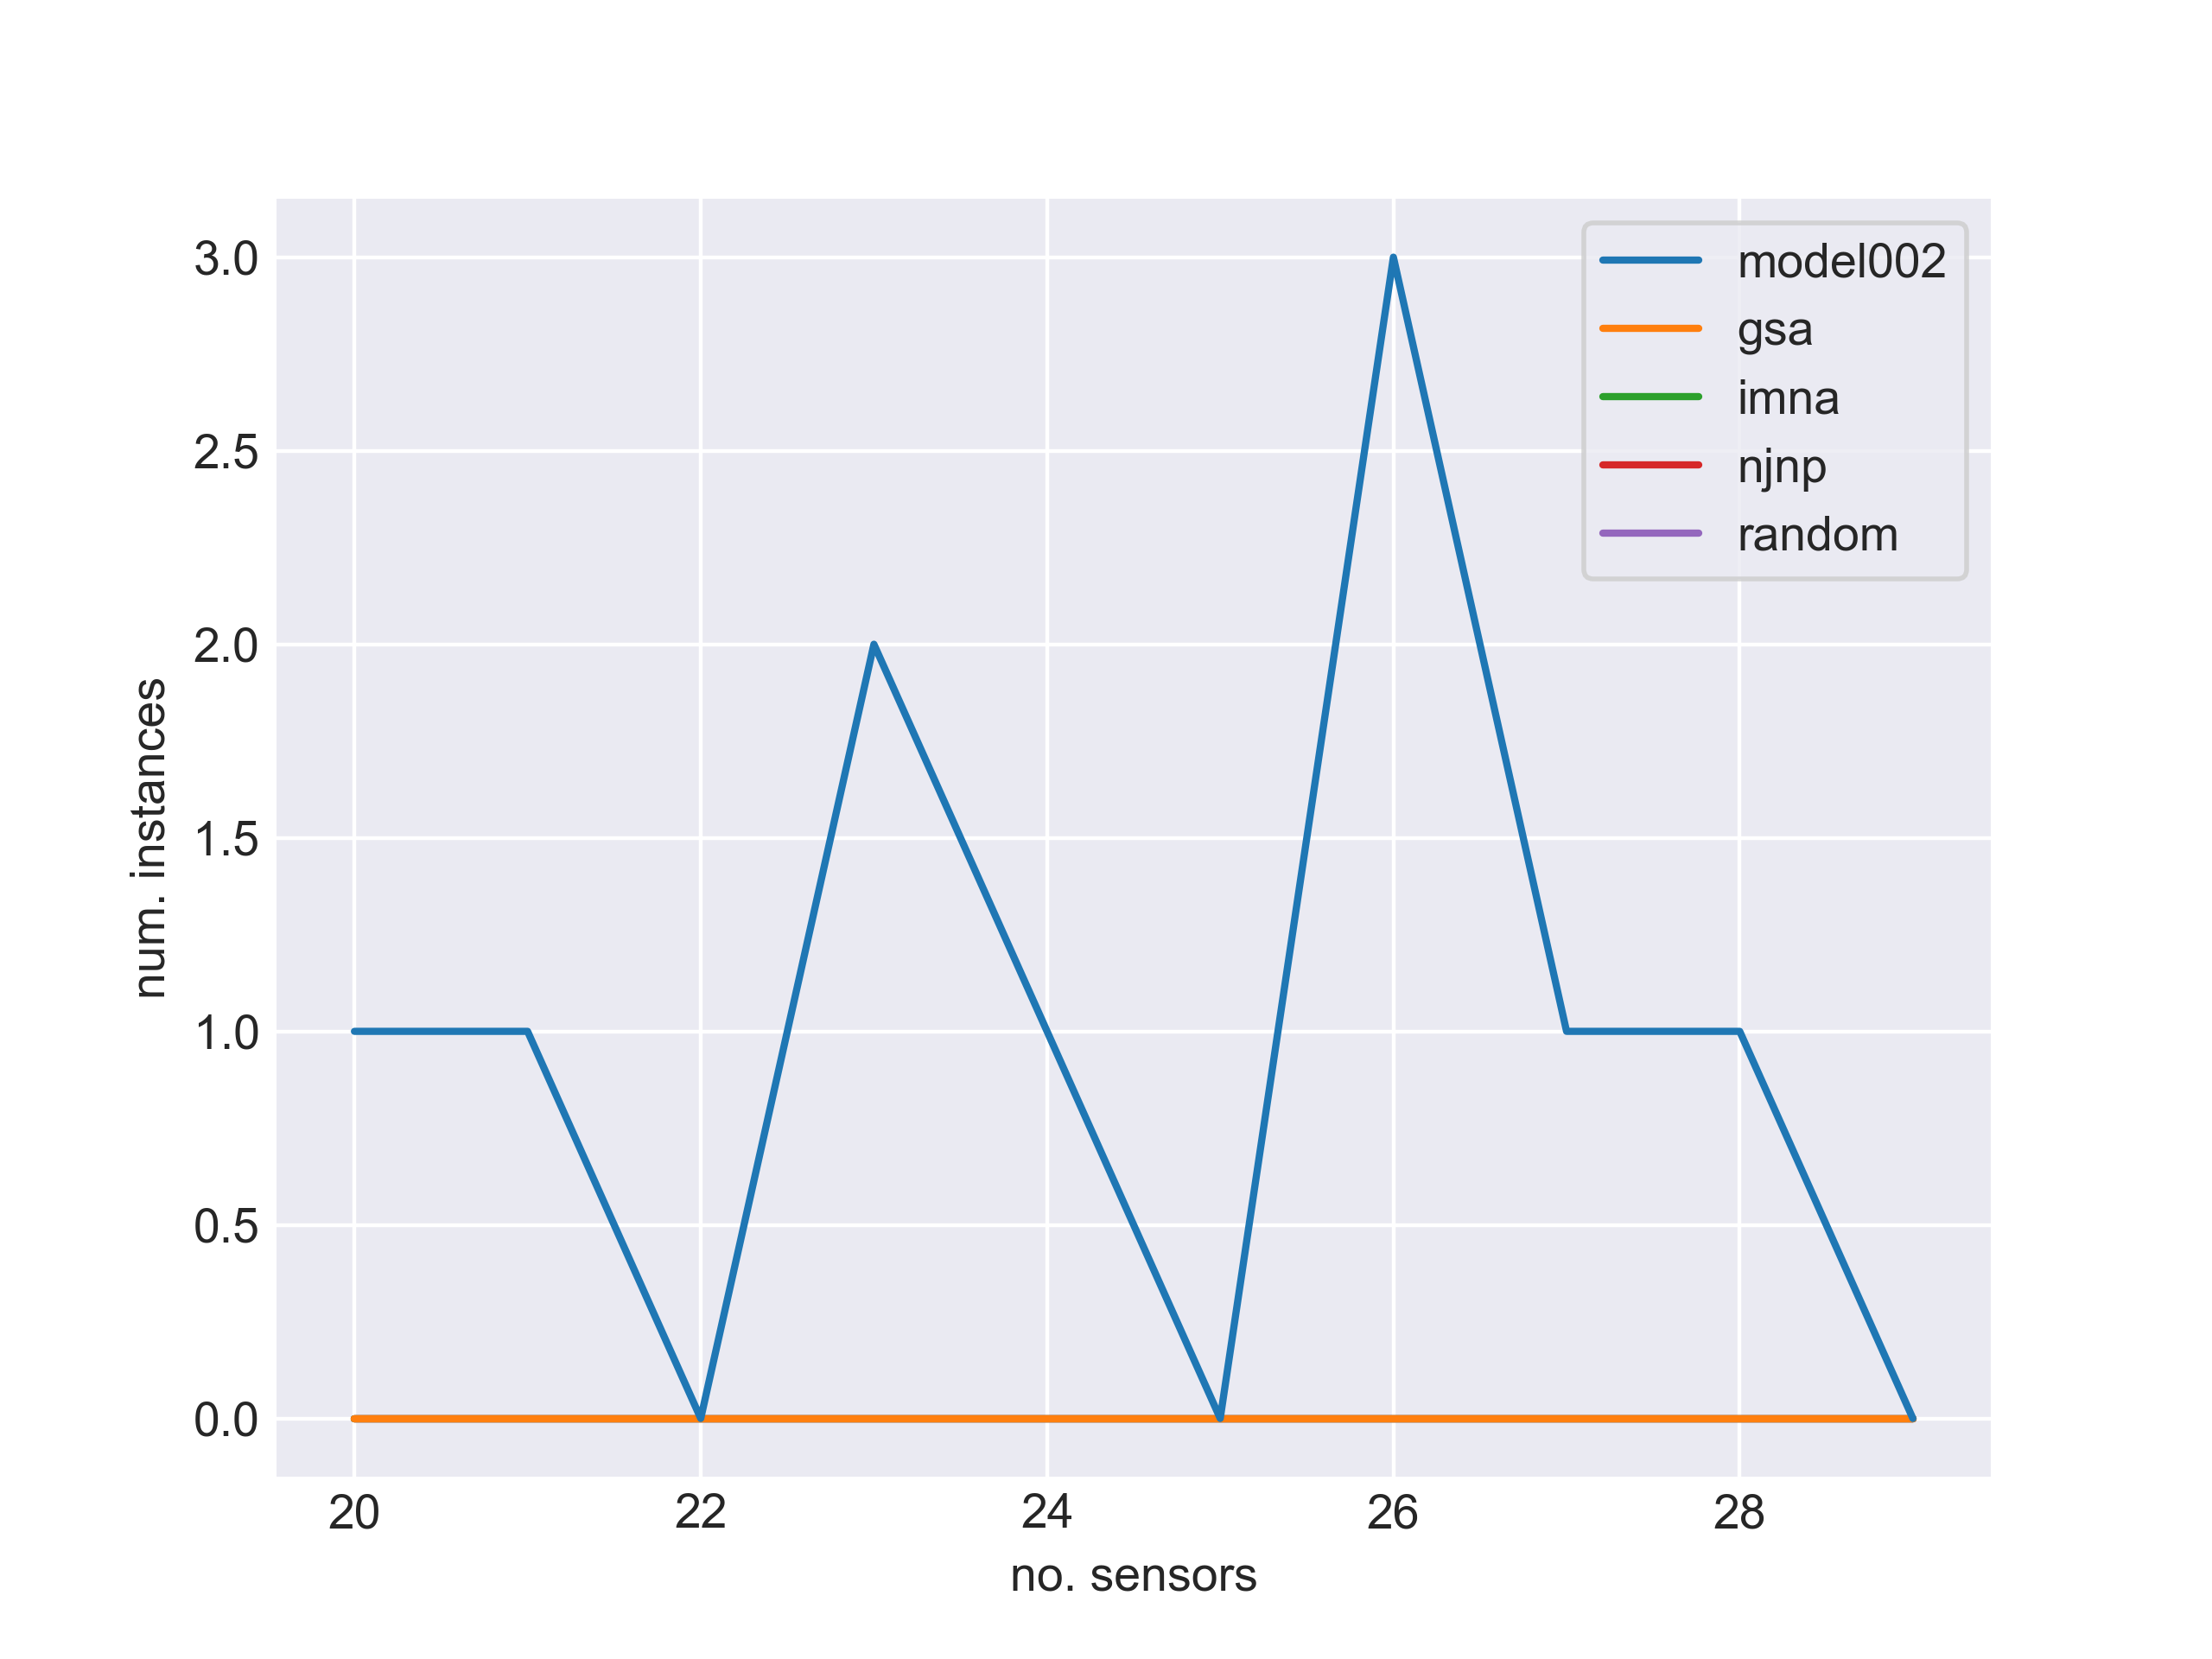 3.0
2.5
2.0
1.5
1.0
0.5
0.0
num. instances
20 22 24 26 28
no. sensors
model002
gsa
imna
njnp
random